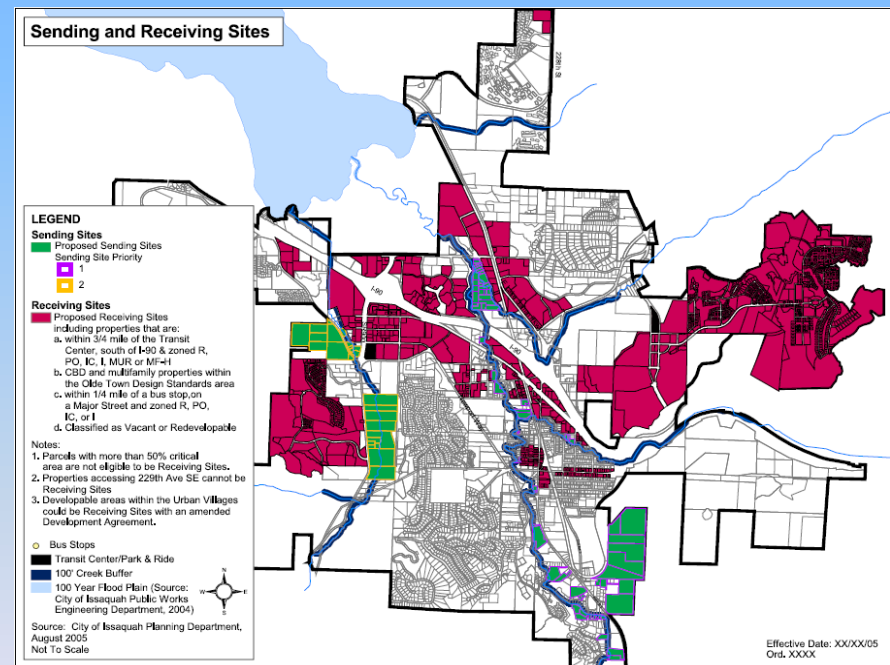 Sending and Receiving Sites
228th St
I-90
I-90
LEGEND
Sending Sites
Proposed Sending Sites
Sending Site Priority
1
2
Receiving Sites
Proposed Receiving Sites
including properties that are:
a. within 3/4 mile of the Transit
Center, south of I-90 & zoned R,
PO, IC, I, MUR or MF-H
b. CBD and multifamily properties within
the Olde Town Design Standards area
c. within 1/4 mile of a bus stop,on
a Major Street and zoned R, PO,
IC, or I
d. Classified as Vacant or Redevelopable
Notes:
1. Parcels with more than 50% critical
area are not eligible to be Receiving Sites.
2. Properties accessing 229th Ave SE cannot be
Receiving Sites
3. Developable areas within the Urban Villages
could be Receiving Sites with an amended
Development Agreement.
Bus Stops
Transit Center/Park & Ride
100' Creek Buffer
100 Year Flood Plain (Source:
City of Issaquah Public Works
Engineering Department, 2004)
N
W E
S
Source: City of Issaquah Planning Department,
August 2005
Not To Scale
Effective Date: XX/XX/05
Ord. XXXX